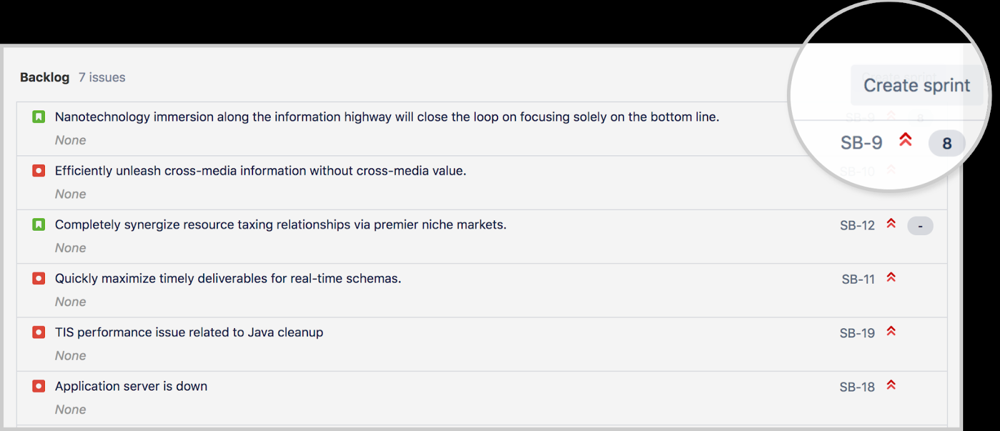 Backlog 7 issues
Create sprint
Nanotechnology immersion along the information highway will close the loop on focusing solely on the bottom line.
SB-9 8
None
Efficiently unleash cross-media information without cross-media value.
SB-10
None
Completely synergize resource taxing relationships via premier niche markets.
SB-12 -
None
Quickly maximize timely deliverables for real-time schemas.
SB-11
None
TIS performance issue related to Java cleanup
SB-19
None
Application server is down
SB-18
None